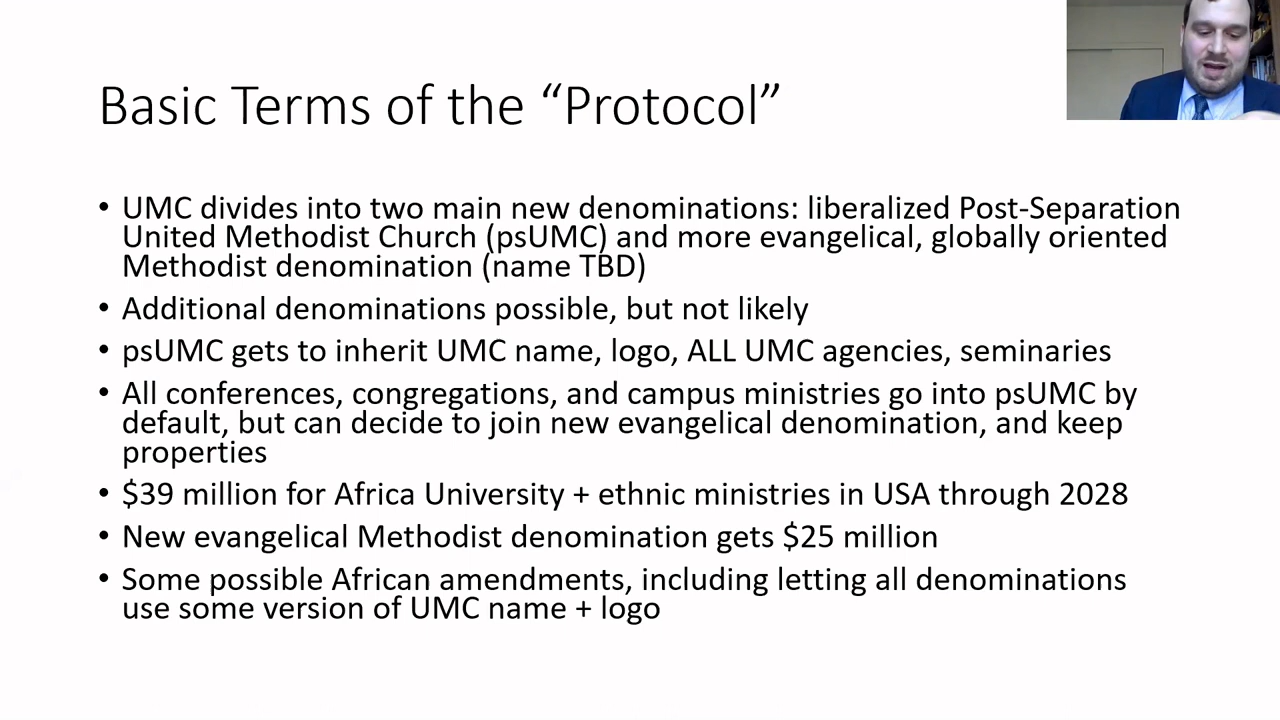 Basic Terms of the “Protocol”
• UMC divides into two main new denominations: liberalized Post-Separation
United Methodist Church (psUMC) and more evangelical, globally oriented
Methodist denomination (name TBD)
• Additional denominations possible, but not likely
• psUMC gets to inherit UMC name, logo, ALL UMC agencies, seminaries
• All conferences, congregations, and campus ministries go into psUMC by
default, but can decide to join new evangelical denomination, and keep
properties
• $39 million for Africa University + ethnic ministries in USA through 2028
• New evangelical Methodist denomination gets $25 million
• Some possible African amendments, including letting all denominations
use some version of UMC name + logo